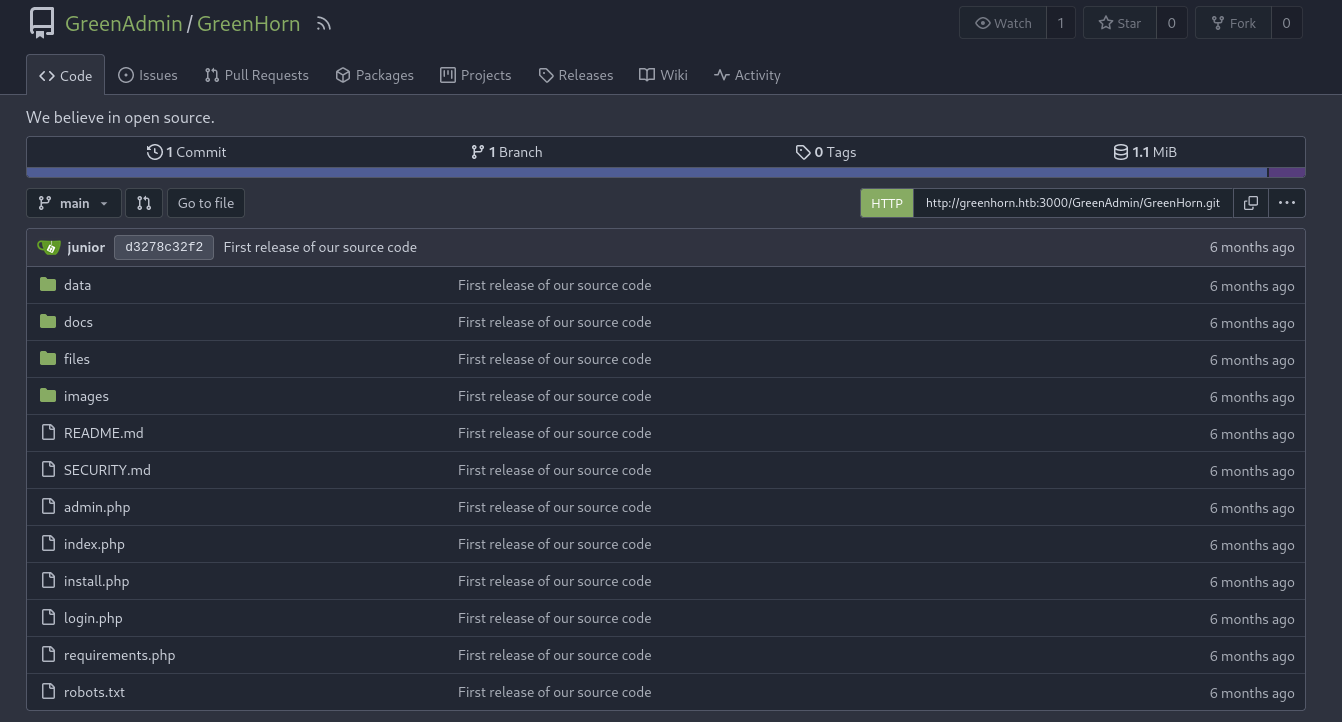 GreenAdmin / GreenHorn Watch 1 Star 0 Fork 0
Code Issues Pull Requests Packages Projects Releases Wiki Activity
We believe in open source.
1 Commit 1 Branch 0 Tags 1.1 MiB
main Go to file HTTP http://greenhorn.htb:3000/GreenAdmin/GreenHorn.git
junior d3278c32f2 First release of our source code 6 months ago
data First release of our source code 6 months ago
docs First release of our source code 6 months ago
files First release of our source code 6 months ago
images First release of our source code 6 months ago
README.md First release of our source code 6 months ago
SECURITY.md First release of our source code 6 months ago
admin.php First release of our source code 6 months ago
index.php First release of our source code 6 months ago
install.php First release of our source code 6 months ago
login.php First release of our source code 6 months ago
requirements.php First release of our source code 6 months ago
robots.txt First release of our source code 6 months ago